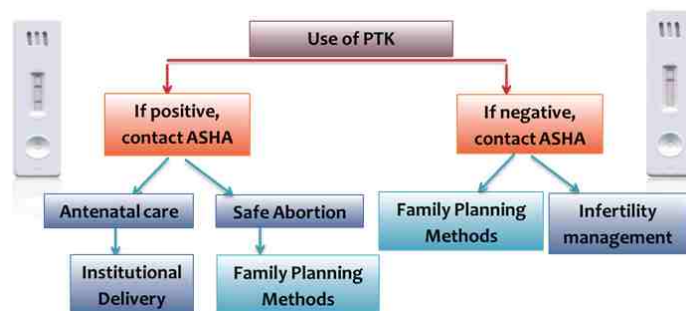 Use of PTK
If positive,
contact ASHA
If negative,
contact ASHA
Antenatal care
Safe Abortion
Family Planning
Methods
Infertility
management
Institutional
Delivery
Family Planning
Methods